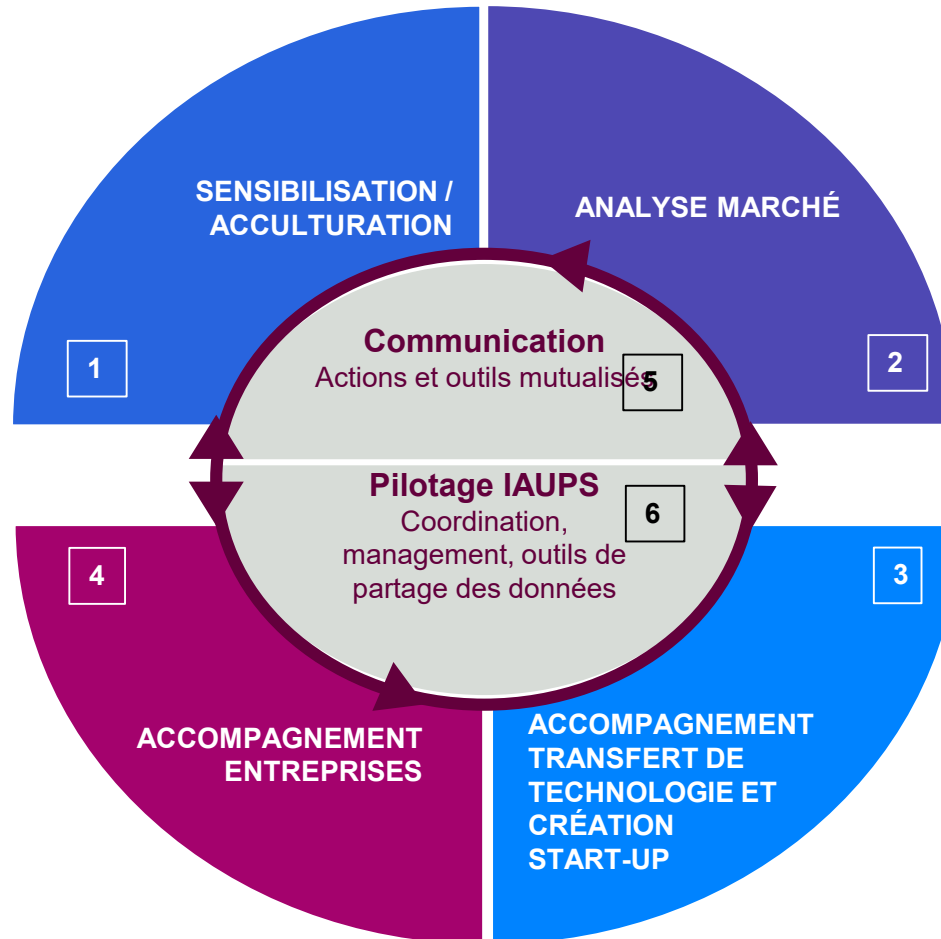 SENSIBILISATION /
ACCULTURATION
1
ANALYSE MARCHÉ
2
Communication
Actions et outils mutualisés
5
Pilotage IAUPS
Coordination,
management, outils de
partage des données
6
4
ACCOMPAGNEMENT
ENTREPRISES
3
ACCOMPAGNEMENT
TRANSFERT DE
TECHNOLOGIE ET
CRÉATION
START-UP